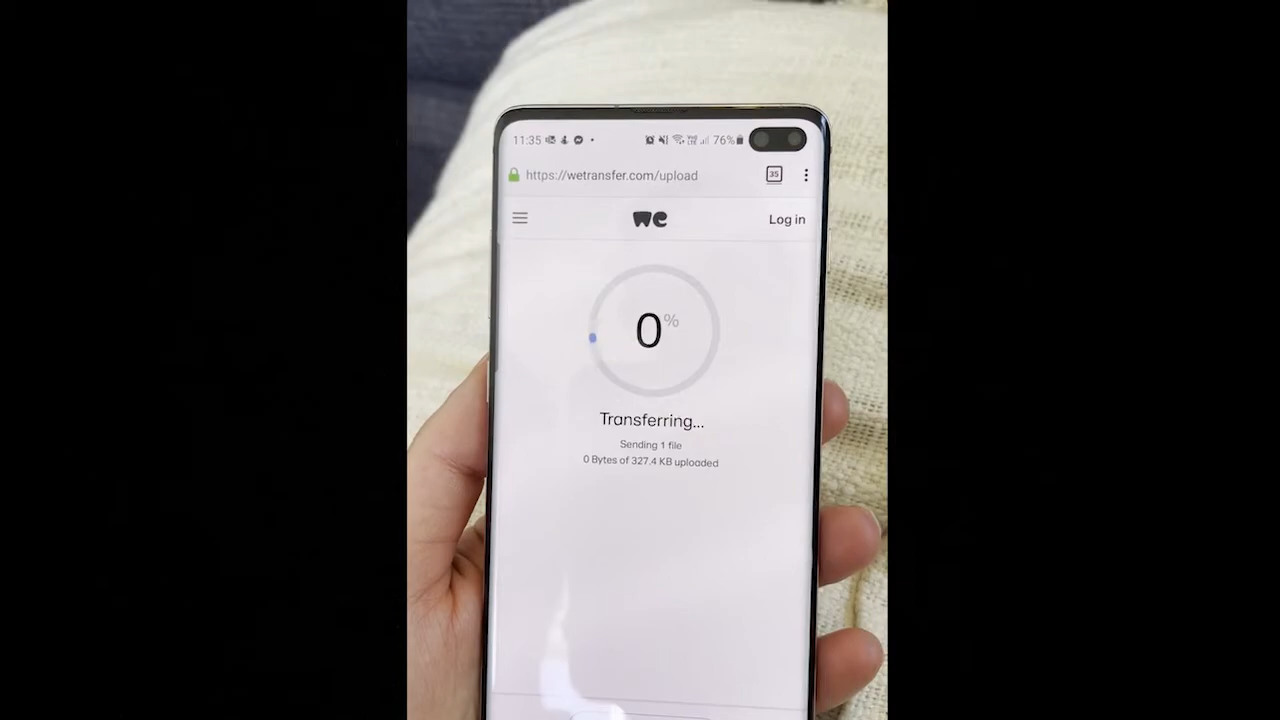 11:35 76%
https://wetransfer.com/upload 35
we Log in
0%
Transferring...
Sending 1 file
0 Bytes of 327.4 KB uploaded